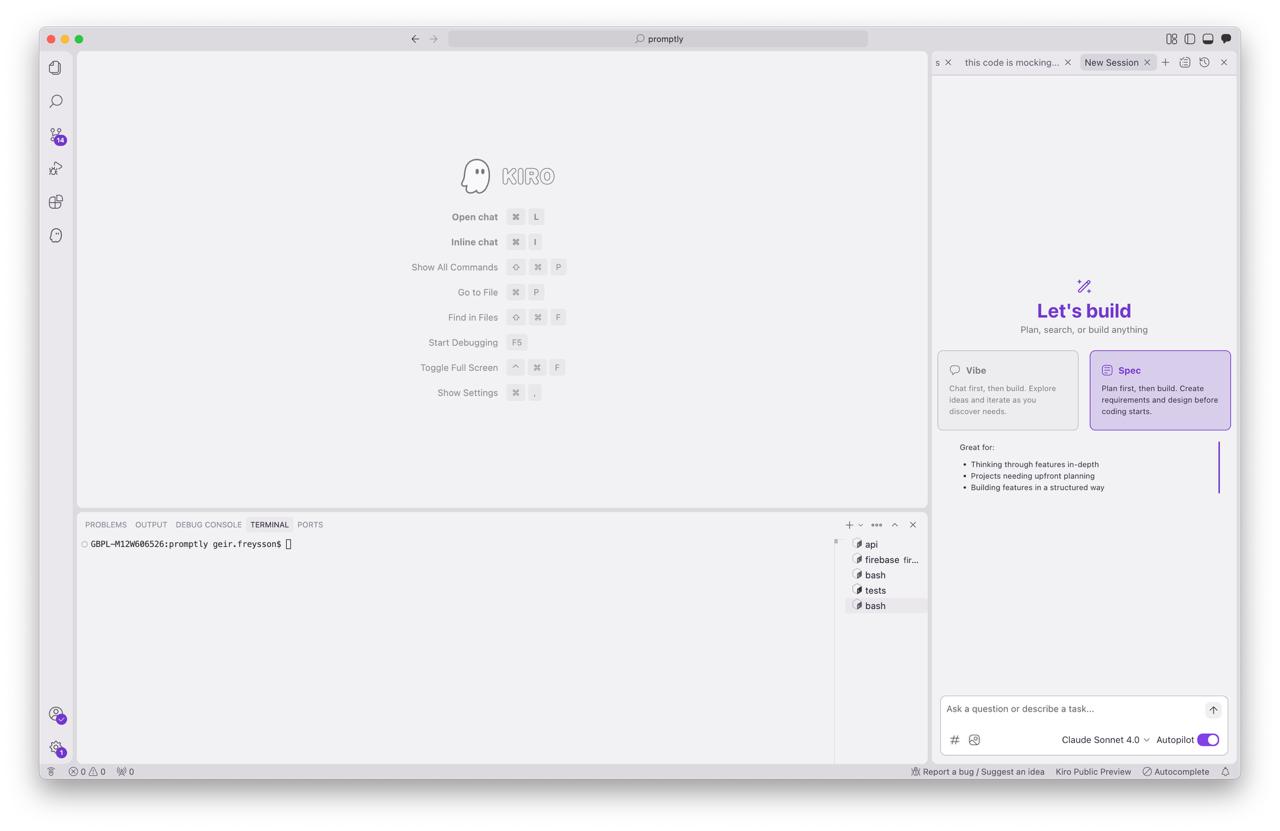 promptly
s
this code is mocking...
New Session
14
KIRO
Open chat ⌘ L
Inline chat ⌘ I
Show All Commands ⇧ ⌘ P
Go to File ⌘ P
Find in Files ⇧ ⌘ F
Start Debugging F5
Toggle Full Screen ^ ⌘ F
Show Settings ⌘ ,
Let's build
Plan, search, or build anything
Vibe
Chat first, then build. Explore
ideas and iterate as you
discover needs.
Spec
Plan first, then build. Create
requirements and design before
coding starts.
Great for:
• Thinking through features in-depth
• Projects needing upfront planning
• Building features in a structured way
PROBLEMS OUTPUT DEBUG CONSOLE TERMINAL PORTS
GBPL-M12W606526:promptly geir.freysson$
api
firebase fir...
bash
tests
bash
Ask a question or describe a task...
# Claude Sonnet 4.0 Autopilot
1
0 0 0
Report a bug / Suggest an idea Kiro Public Preview Autocomplete